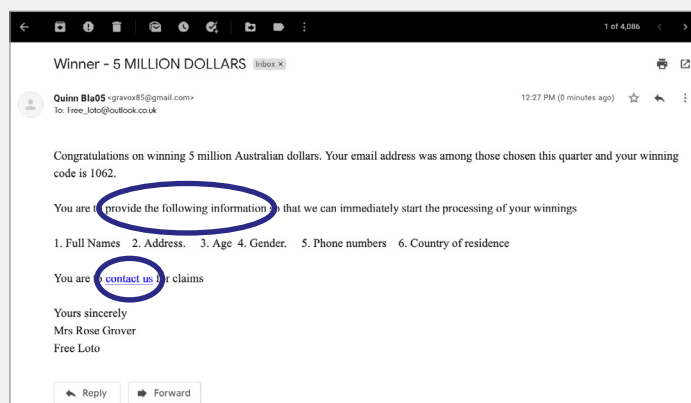 1 of 4,086
Winner - 5 MILLION DOLLARS Inbox ×
Quinn Bla05 <gravox85@gmail.com> 12:27 PM (0 minutes ago)
To: Free_loto@outlook.co.uk
Congratulations on winning 5 million Australian dollars. Your email address was among those chosen this quarter and your winning
code is 1062.
You are to provide the following information so that we can immediately start the processing of your winnings
1. Full Names 2. Address. 3. Age 4. Gender. 5. Phone numbers 6. Country of residence
You are to contact us for claims
Yours sincerely
Mrs Rose Grover
Free Loto
Reply Forward